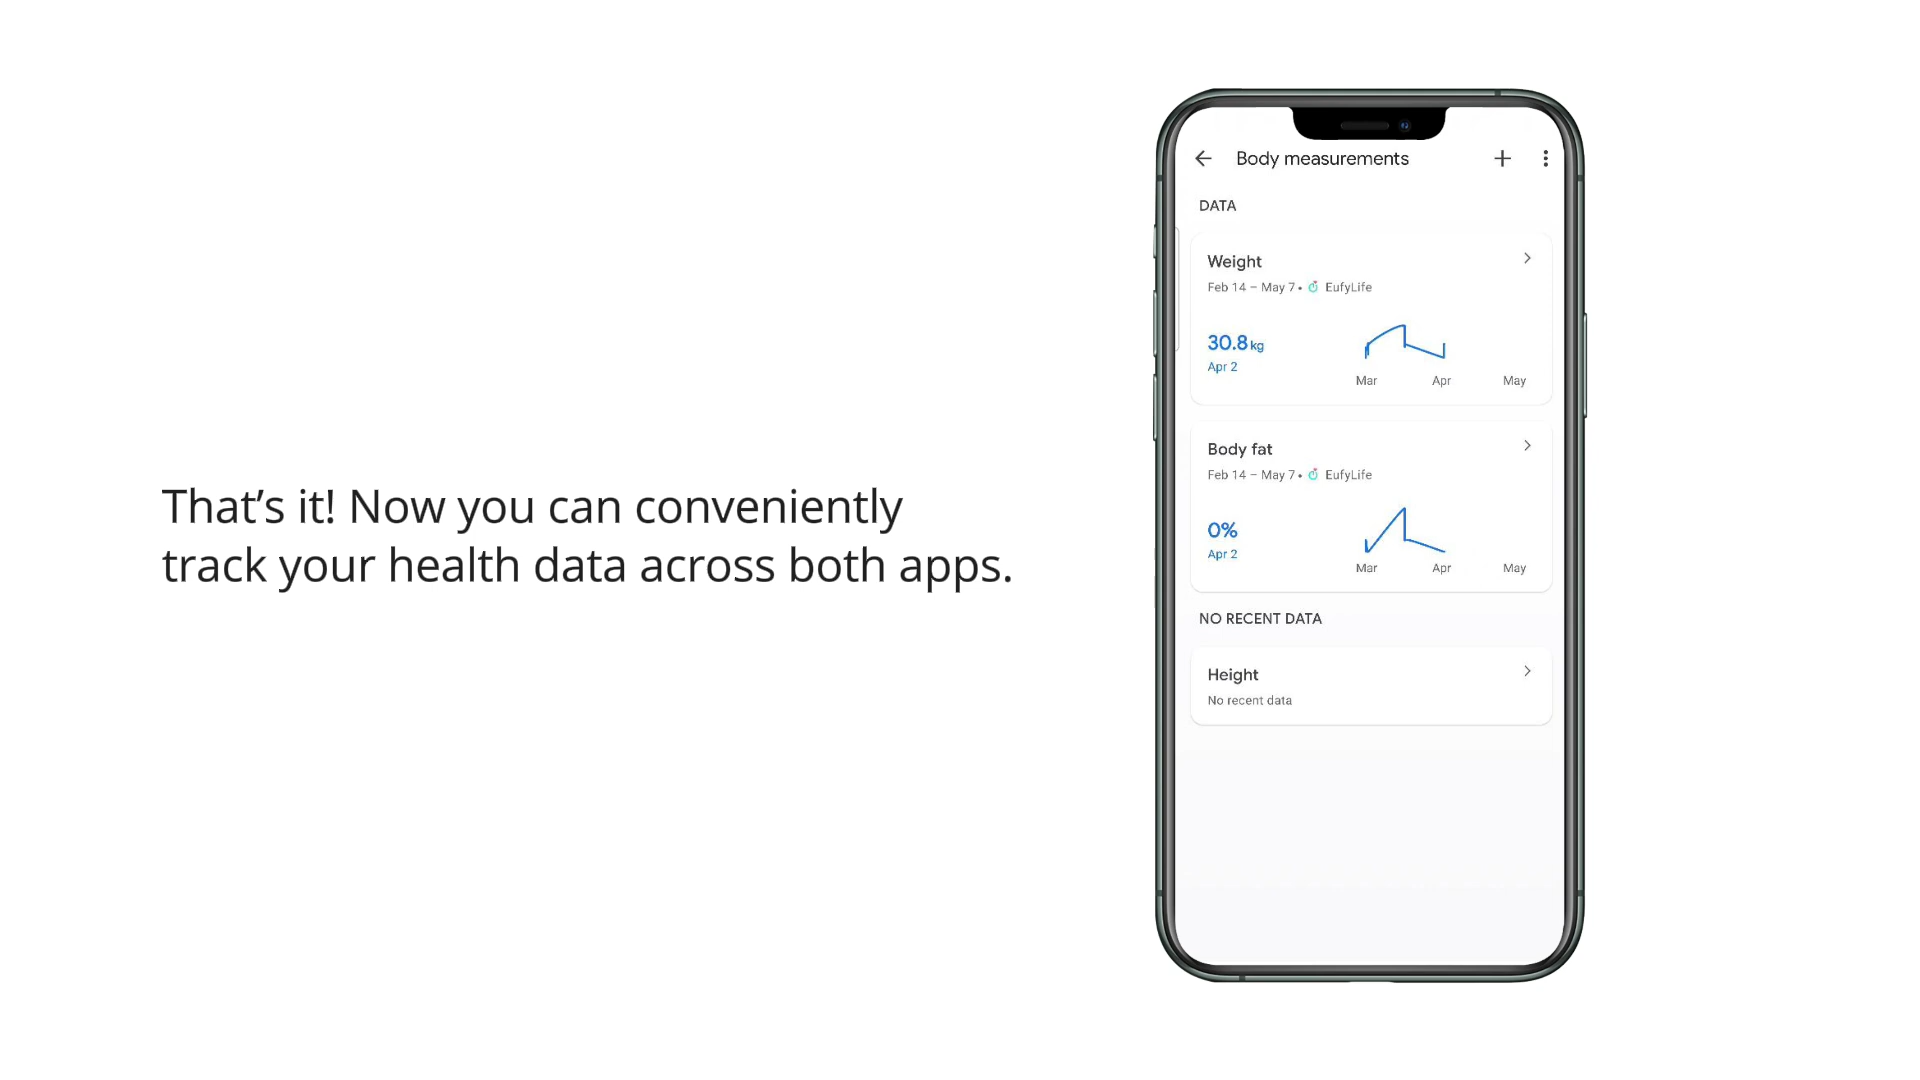 That’s it! Now you can conveniently
track your health data across both apps.
Body measurements
DATA
Weight
Feb 14 – May 7 • EufyLife
30.8 kg
Apr 2
Mar Apr May
Body fat
Feb 14 – May 7 • EufyLife
0%
Apr 2
Mar Apr May
NO RECENT DATA
Height
No recent data